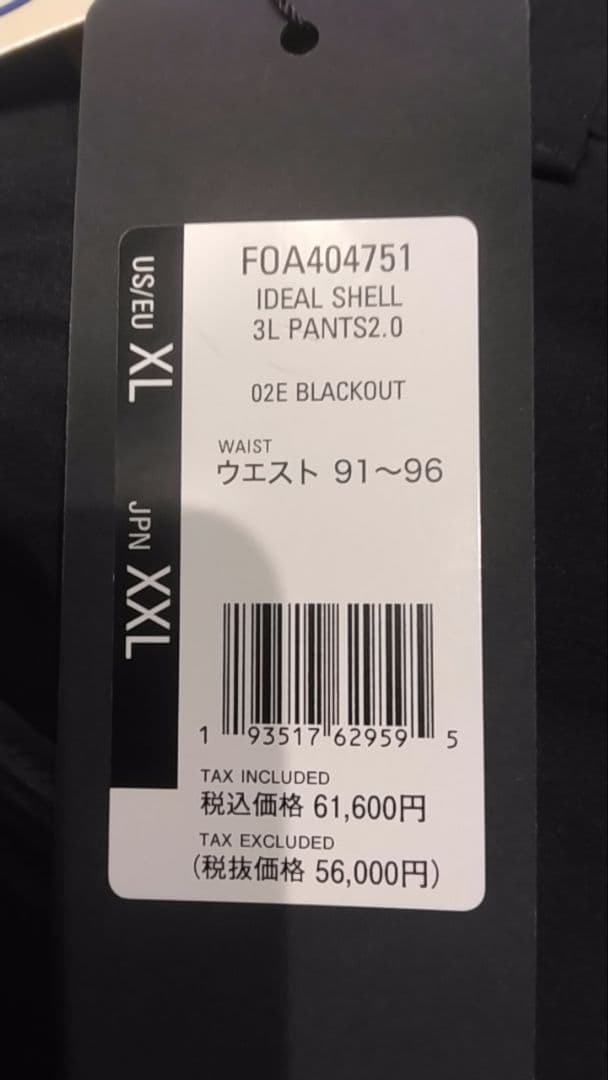 US/EU XL
JPN XXL
FOA404751
IDEAL SHELL
3L PANTS2.0
02E BLACKOUT
WAIST
ウエスト 91〜96
1 93517 62959 5
TAX INCLUDED
税込価格 61,600円
TAX EXCLUDED
(税抜価格 56,000円)